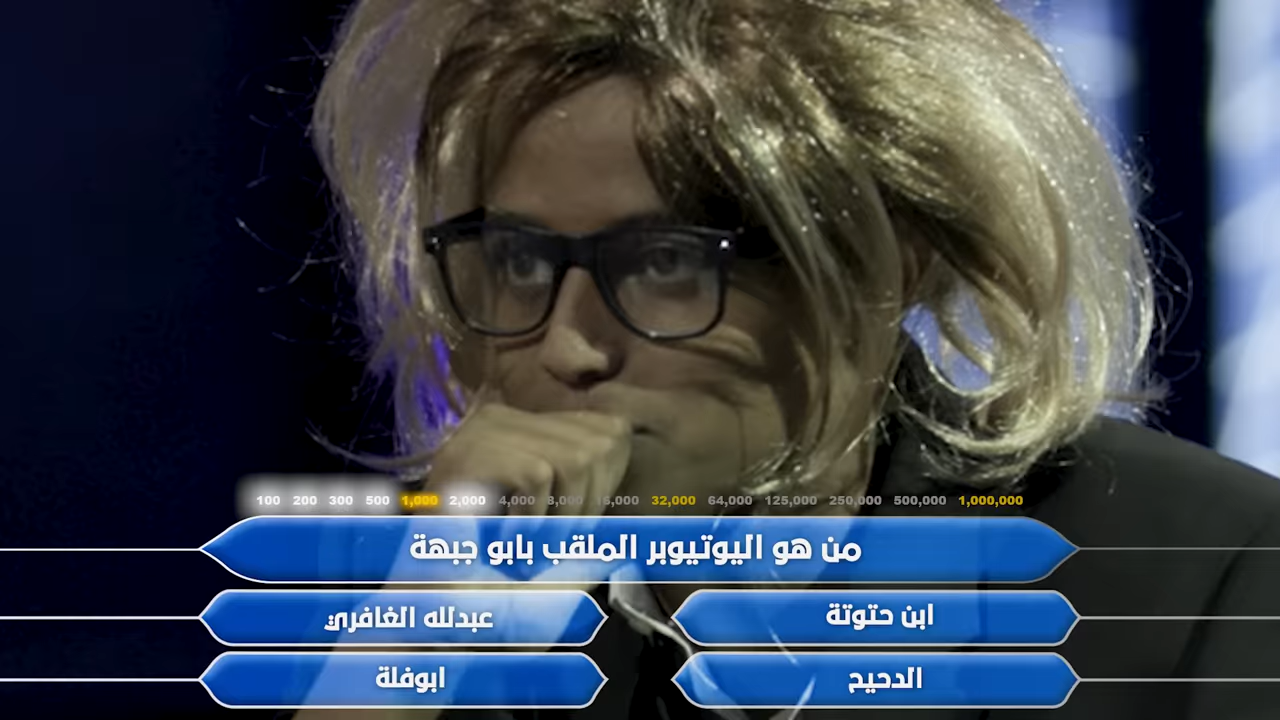 100 200 300 500 1,000 2,000 4,000 8,000 16,000 32,000 64,000 125,000 250,000 500,000 1,000,000
من هو اليوتيوبر الملقب بابو جبهة
ابن حتوتة
عبدلله الغافري
الدحيح
ابوفلة